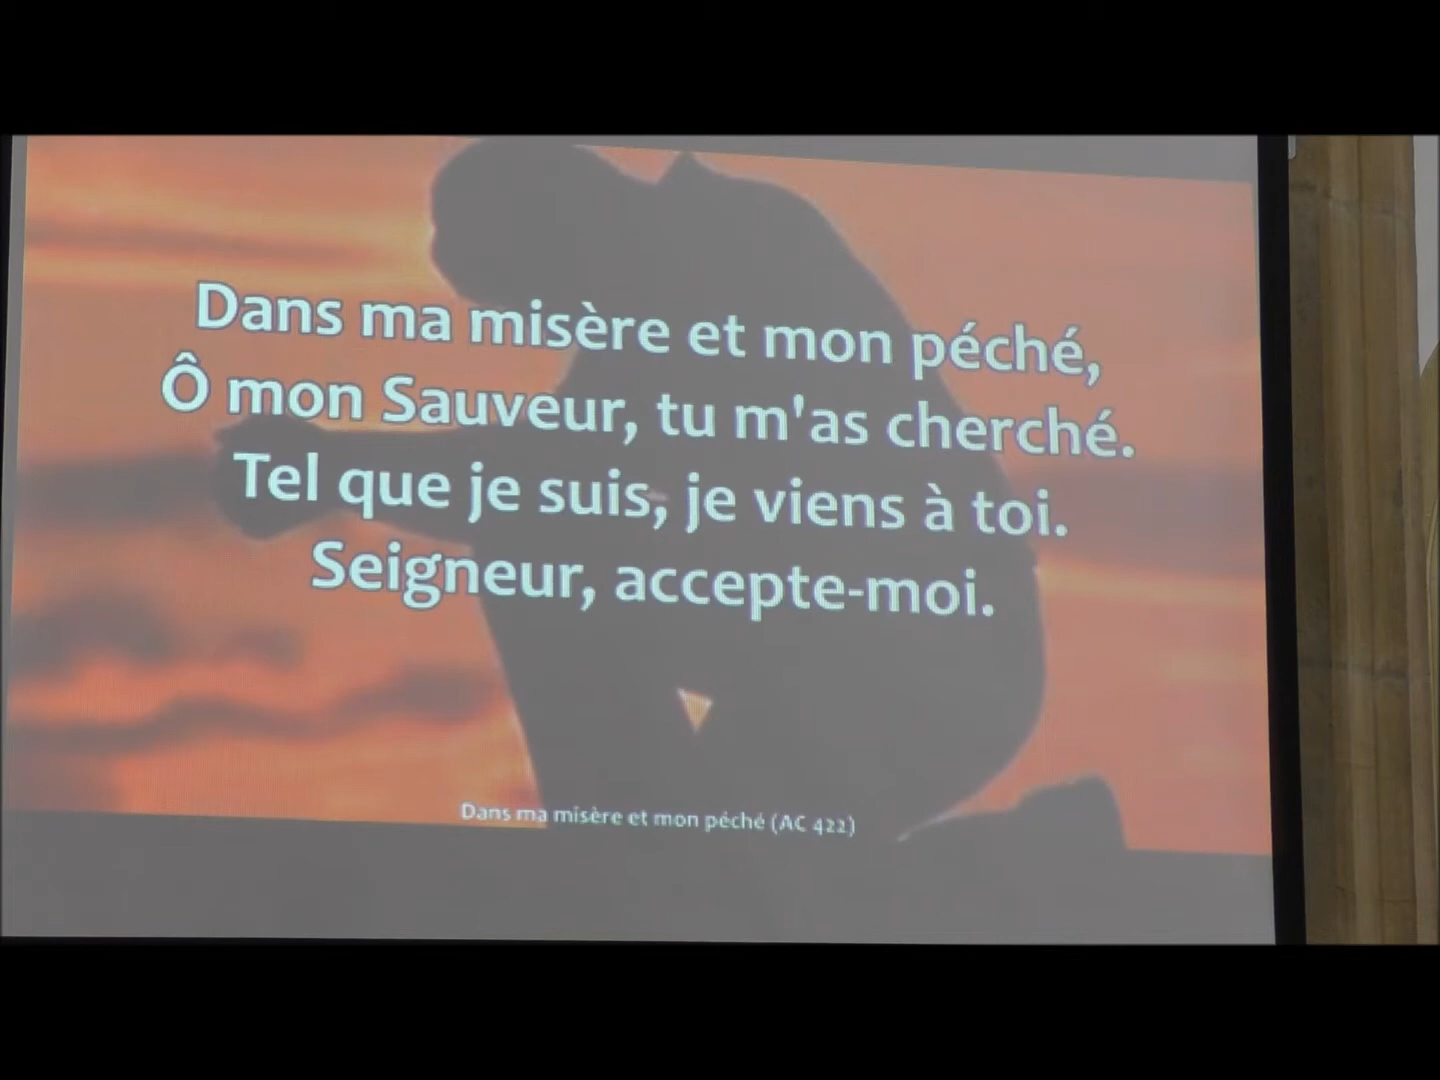 Dans ma misère et mon péché,
Ô mon Sauveur, tu m'as cherché.
Tel que je suis, je viens à toi.
Seigneur, accepte-moi.
Dans ma misère et mon péché (AC 422)